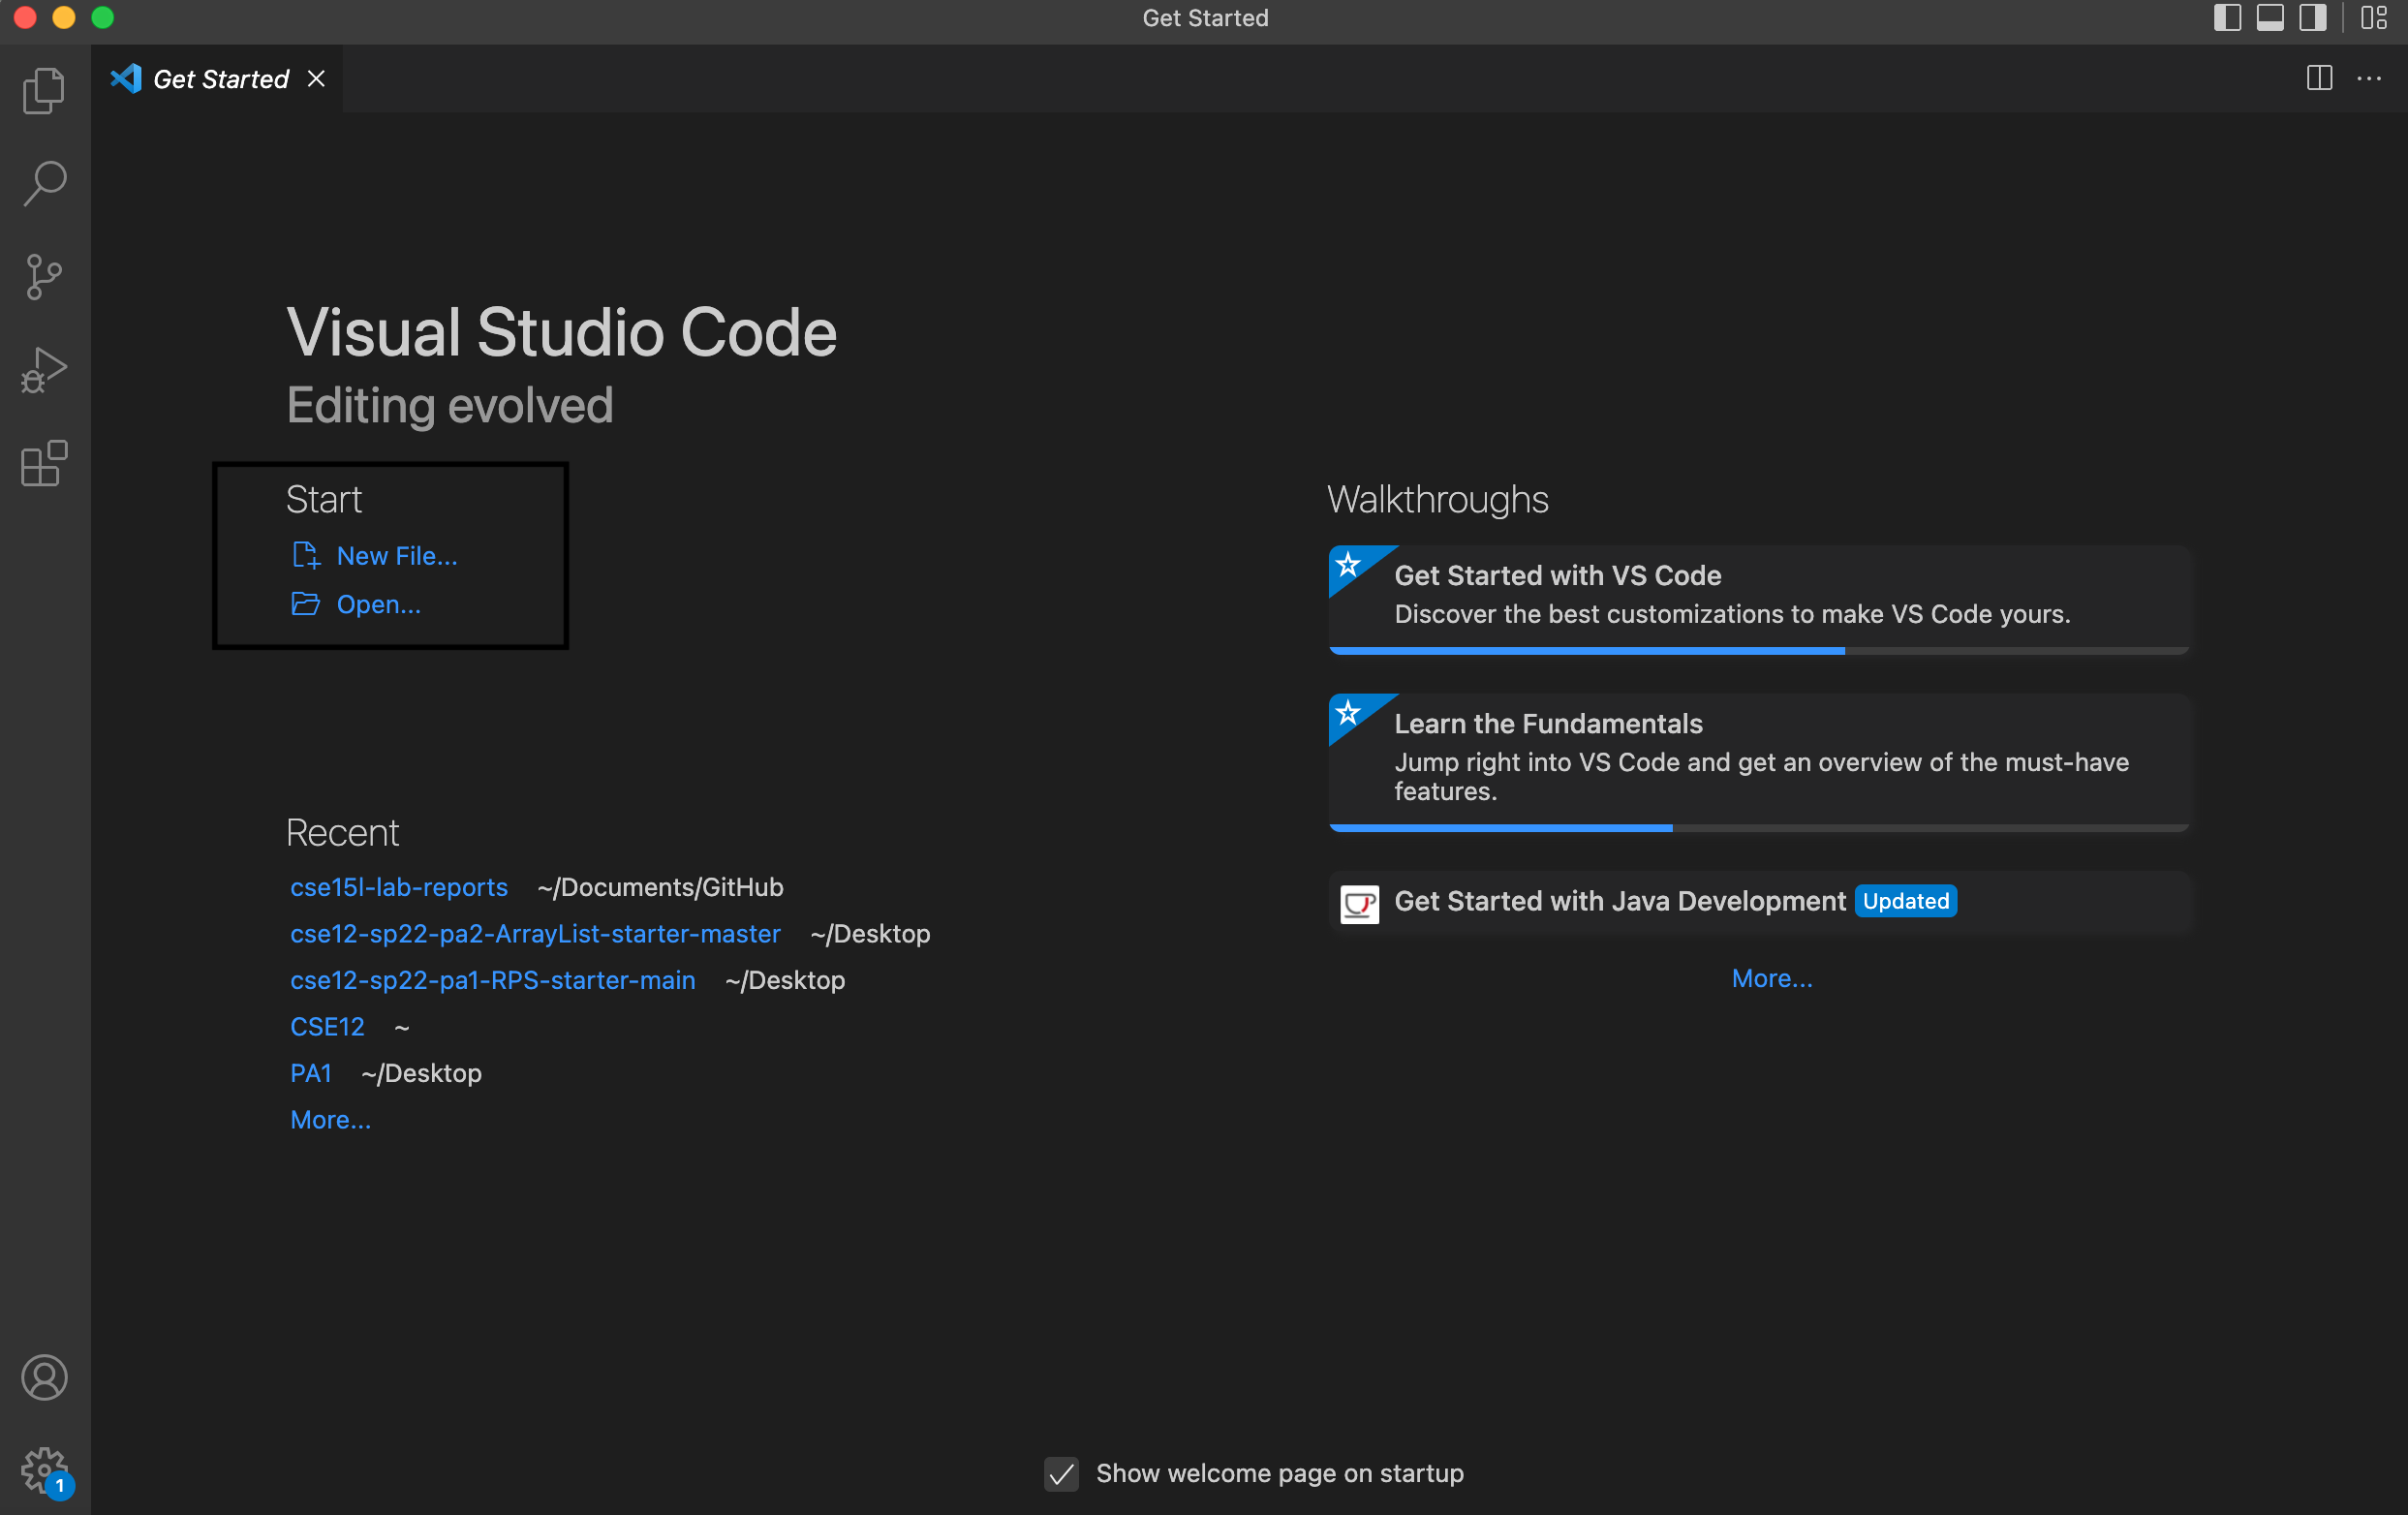 Get Started
Get Started
Visual Studio Code
Editing evolved
Start
New File...
Open...
Recent
cse15l-lab-reports ~/Documents/GitHub
cse12-sp22-pa2-ArrayList-starter-master ~/Desktop
cse12-sp22-pa1-RPS-starter-main ~/Desktop
CSE12 ~
PA1 ~/Desktop
More...
Walkthroughs
Get Started with VS Code
Discover the best customizations to make VS Code yours.
Learn the Fundamentals
Jump right into VS Code and get an overview of the must-have
features.
Get Started with Java Development Updated
More...
Show welcome page on startup
1